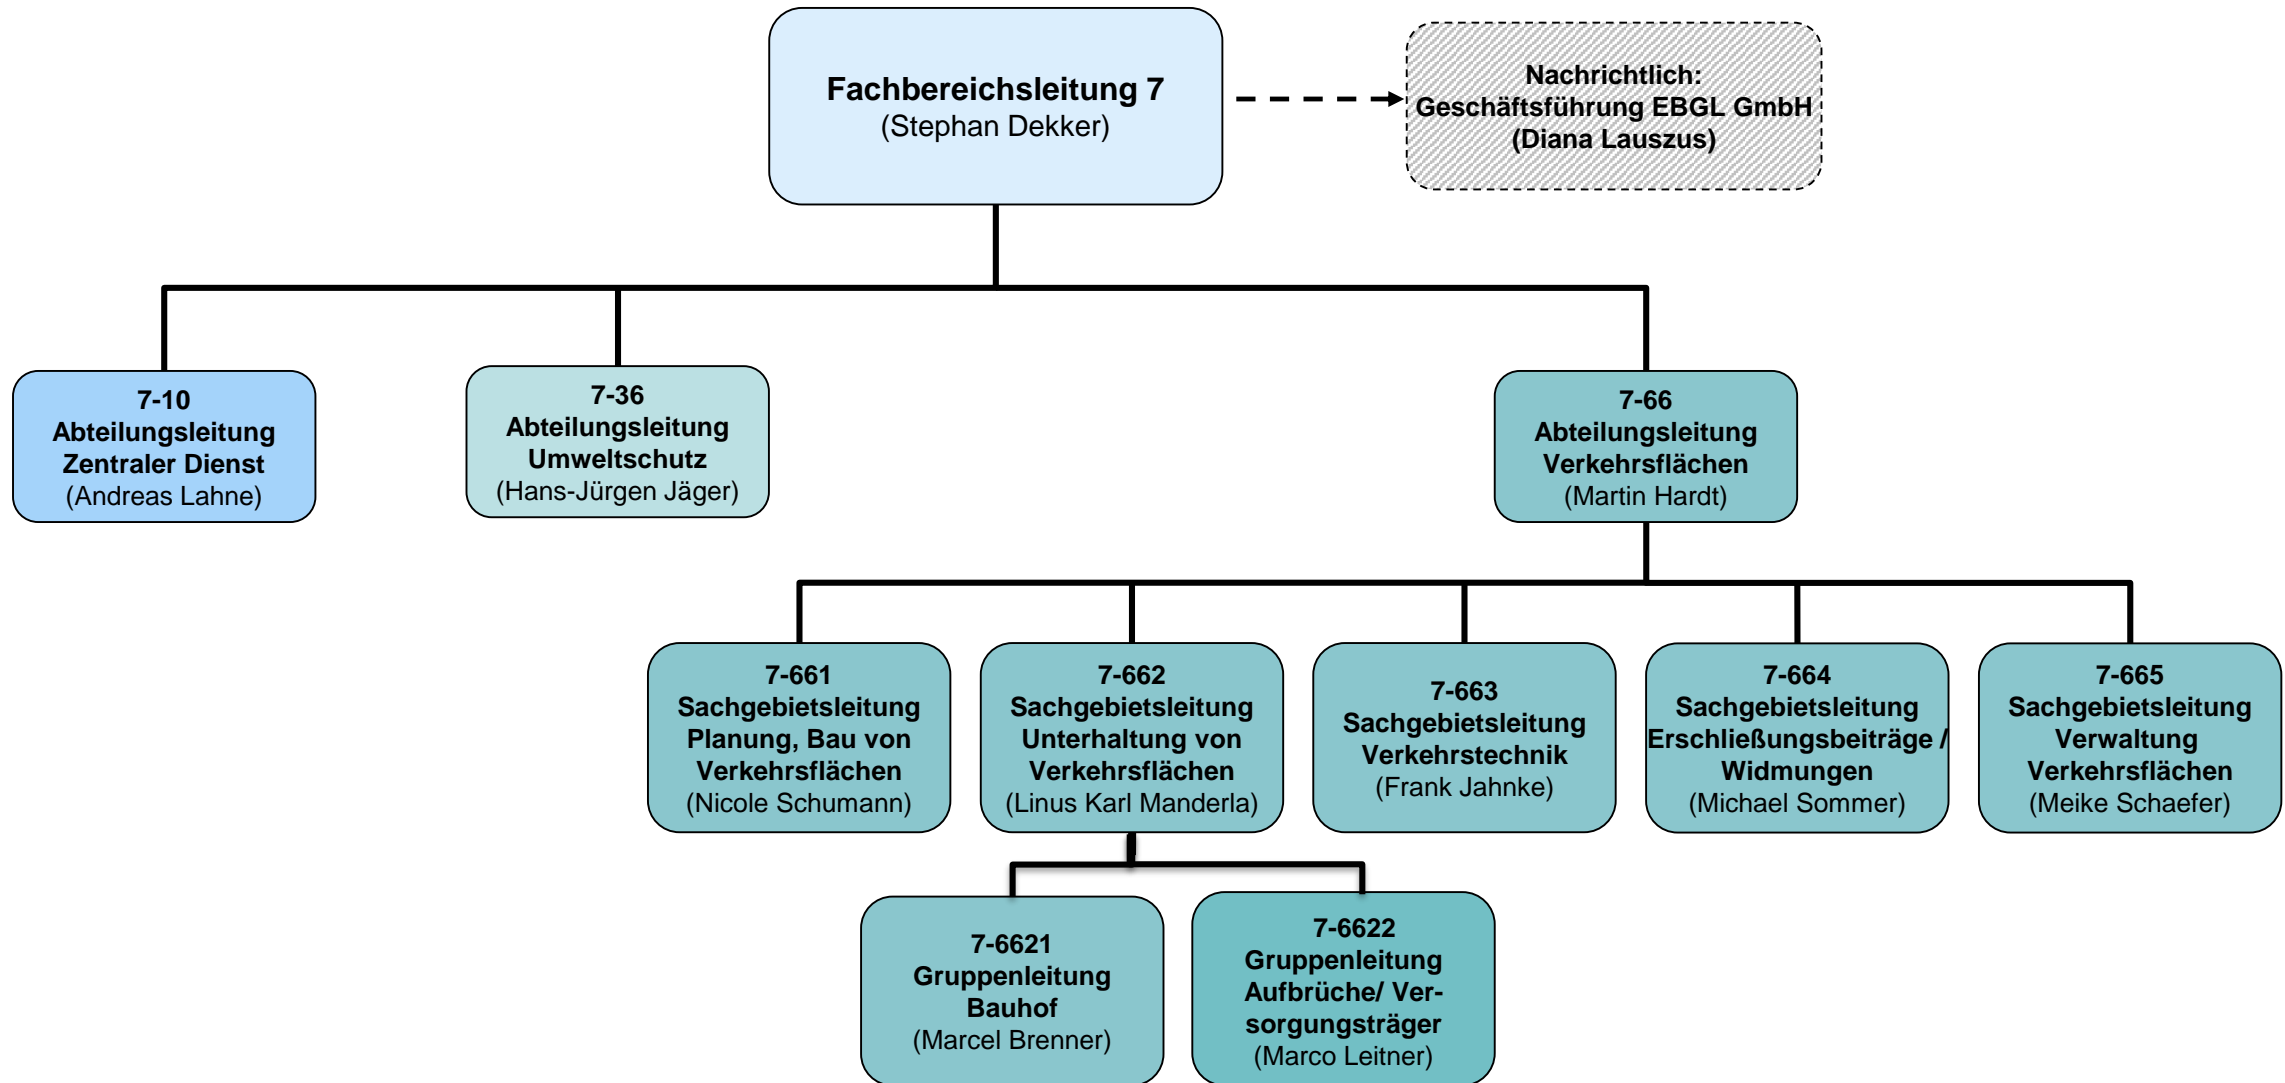 Fachbereichsleitung 7
(Stephan Dekker)
Nachrichtlich:
Geschäftsführung EBGL GmbH
(Diana Lauszus)
7-10
Abteilungsleitung
Zentraler Dienst
(Andreas Lahne)
7-36
Abteilungsleitung
Umweltschutz
(Hans-Jürgen Jäger)
7-66
Abteilungsleitung
Verkehrsflächen
(Martin Hardt)
7-661
Sachgebietsleitung
Planung, Bau von
Verkehrsflächen
(Nicole Schumann)
7-662
Sachgebietsleitung
Unterhaltung von
Verkehrsflächen
(Linus Karl Manderla)
7-663
Sachgebietsleitung
Verkehrstechnik
(Frank Jahnke)
7-664
Sachgebietsleitung
Erschließungsbeiträge /
Widmungen
(Michael Sommer)
7-665
Sachgebietsleitung
Verwaltung
Verkehrsflächen
(Meike Schaefer)
7-6621
Gruppenleitung
Bauhof
(Marcel Brenner)
7-6622
Gruppenleitung
Aufbrüche/ Ver-
sorgungsträger
(Marco Leitner)